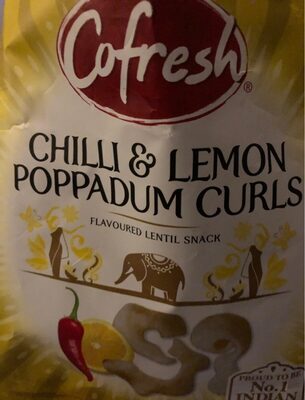 Cofresh®
CHILLI & LEMON
POPPADUM CURLS
FLAVOURED LENTIL SNACK
PROUD TO BE
No.1
INDIAN